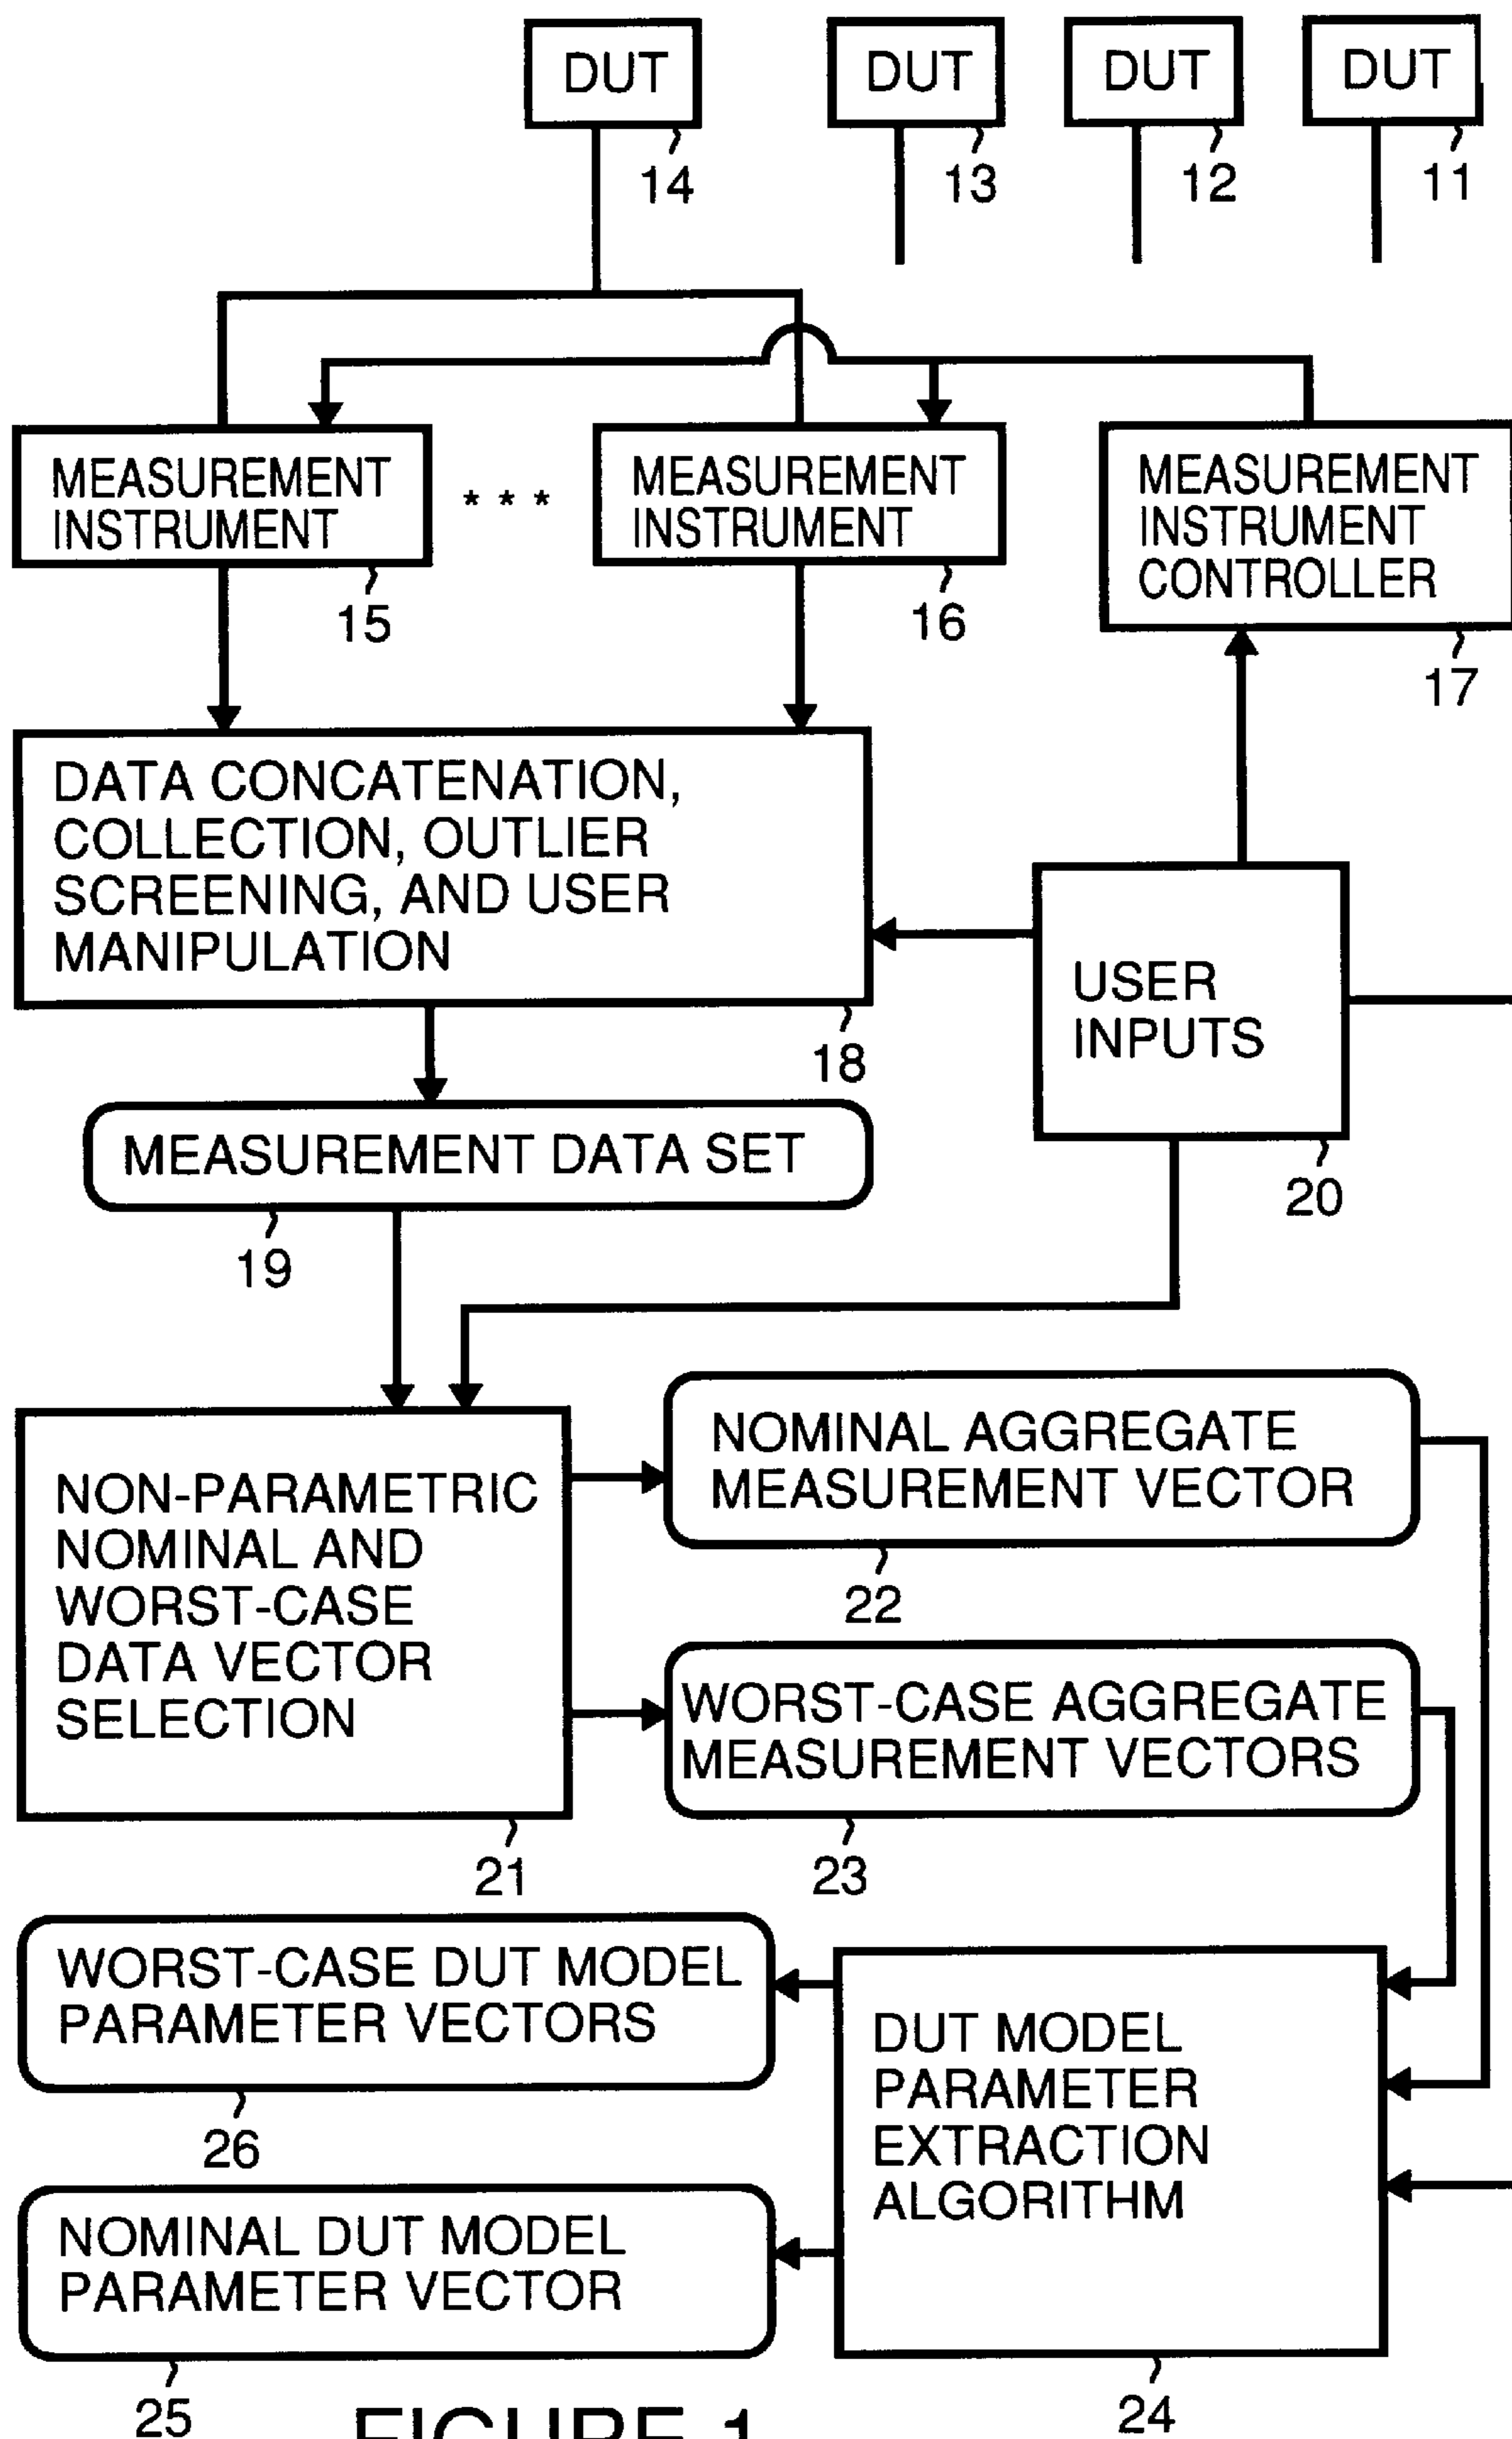 DUT
DUT
DUT
DUT
14
13
12
11
MEASUREMENT
INSTRUMENT
* * *
MEASUREMENT
INSTRUMENT
MEASUREMENT
INSTRUMENT
CONTROLLER
15
16
17
DATA CONCATENATION,
COLLECTION, OUTLIER
SCREENING, AND USER
MANIPULATION
18
USER
INPUTS
20
MEASUREMENT DATA SET
19
NON-PARAMETRIC
NOMINAL AND
WORST-CASE
DATA VECTOR
SELECTION
21
NOMINAL AGGREGATE
MEASUREMENT VECTOR
22
WORST-CASE AGGREGATE
MEASUREMENT VECTORS
23
WORST-CASE DUT MODEL
PARAMETER VECTORS
26
DUT MODEL
PARAMETER
EXTRACTION
ALGORITHM
24
NOMINAL DUT MODEL
PARAMETER VECTOR
25
FIGURE 1